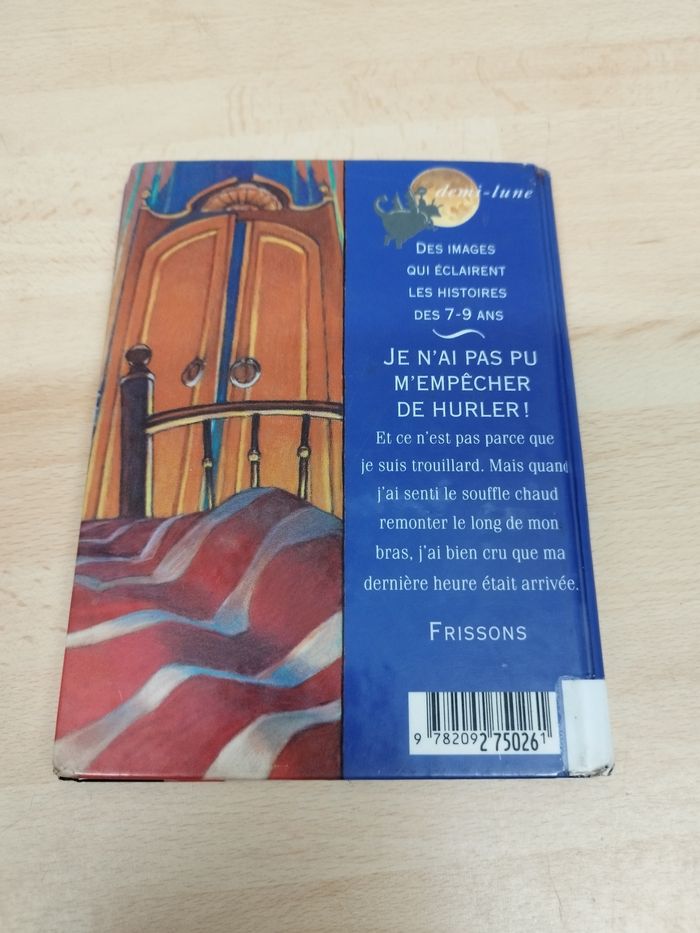 demi-lune
DES IMAGES
QUI ÉCLAIRENT
LES HISTOIRES
DES 7-9 ANS
JE N'AI PAS PU
M'EMPÊCHER
DE HURLER !
Et ce n'est pas parce que
je suis trouillard. Mais quand
j'ai senti le souffle chaud
remonter le long de mon
bras, j'ai bien cru que ma
dernière heure était arrivée.
FRISSONS
9 782092 750261